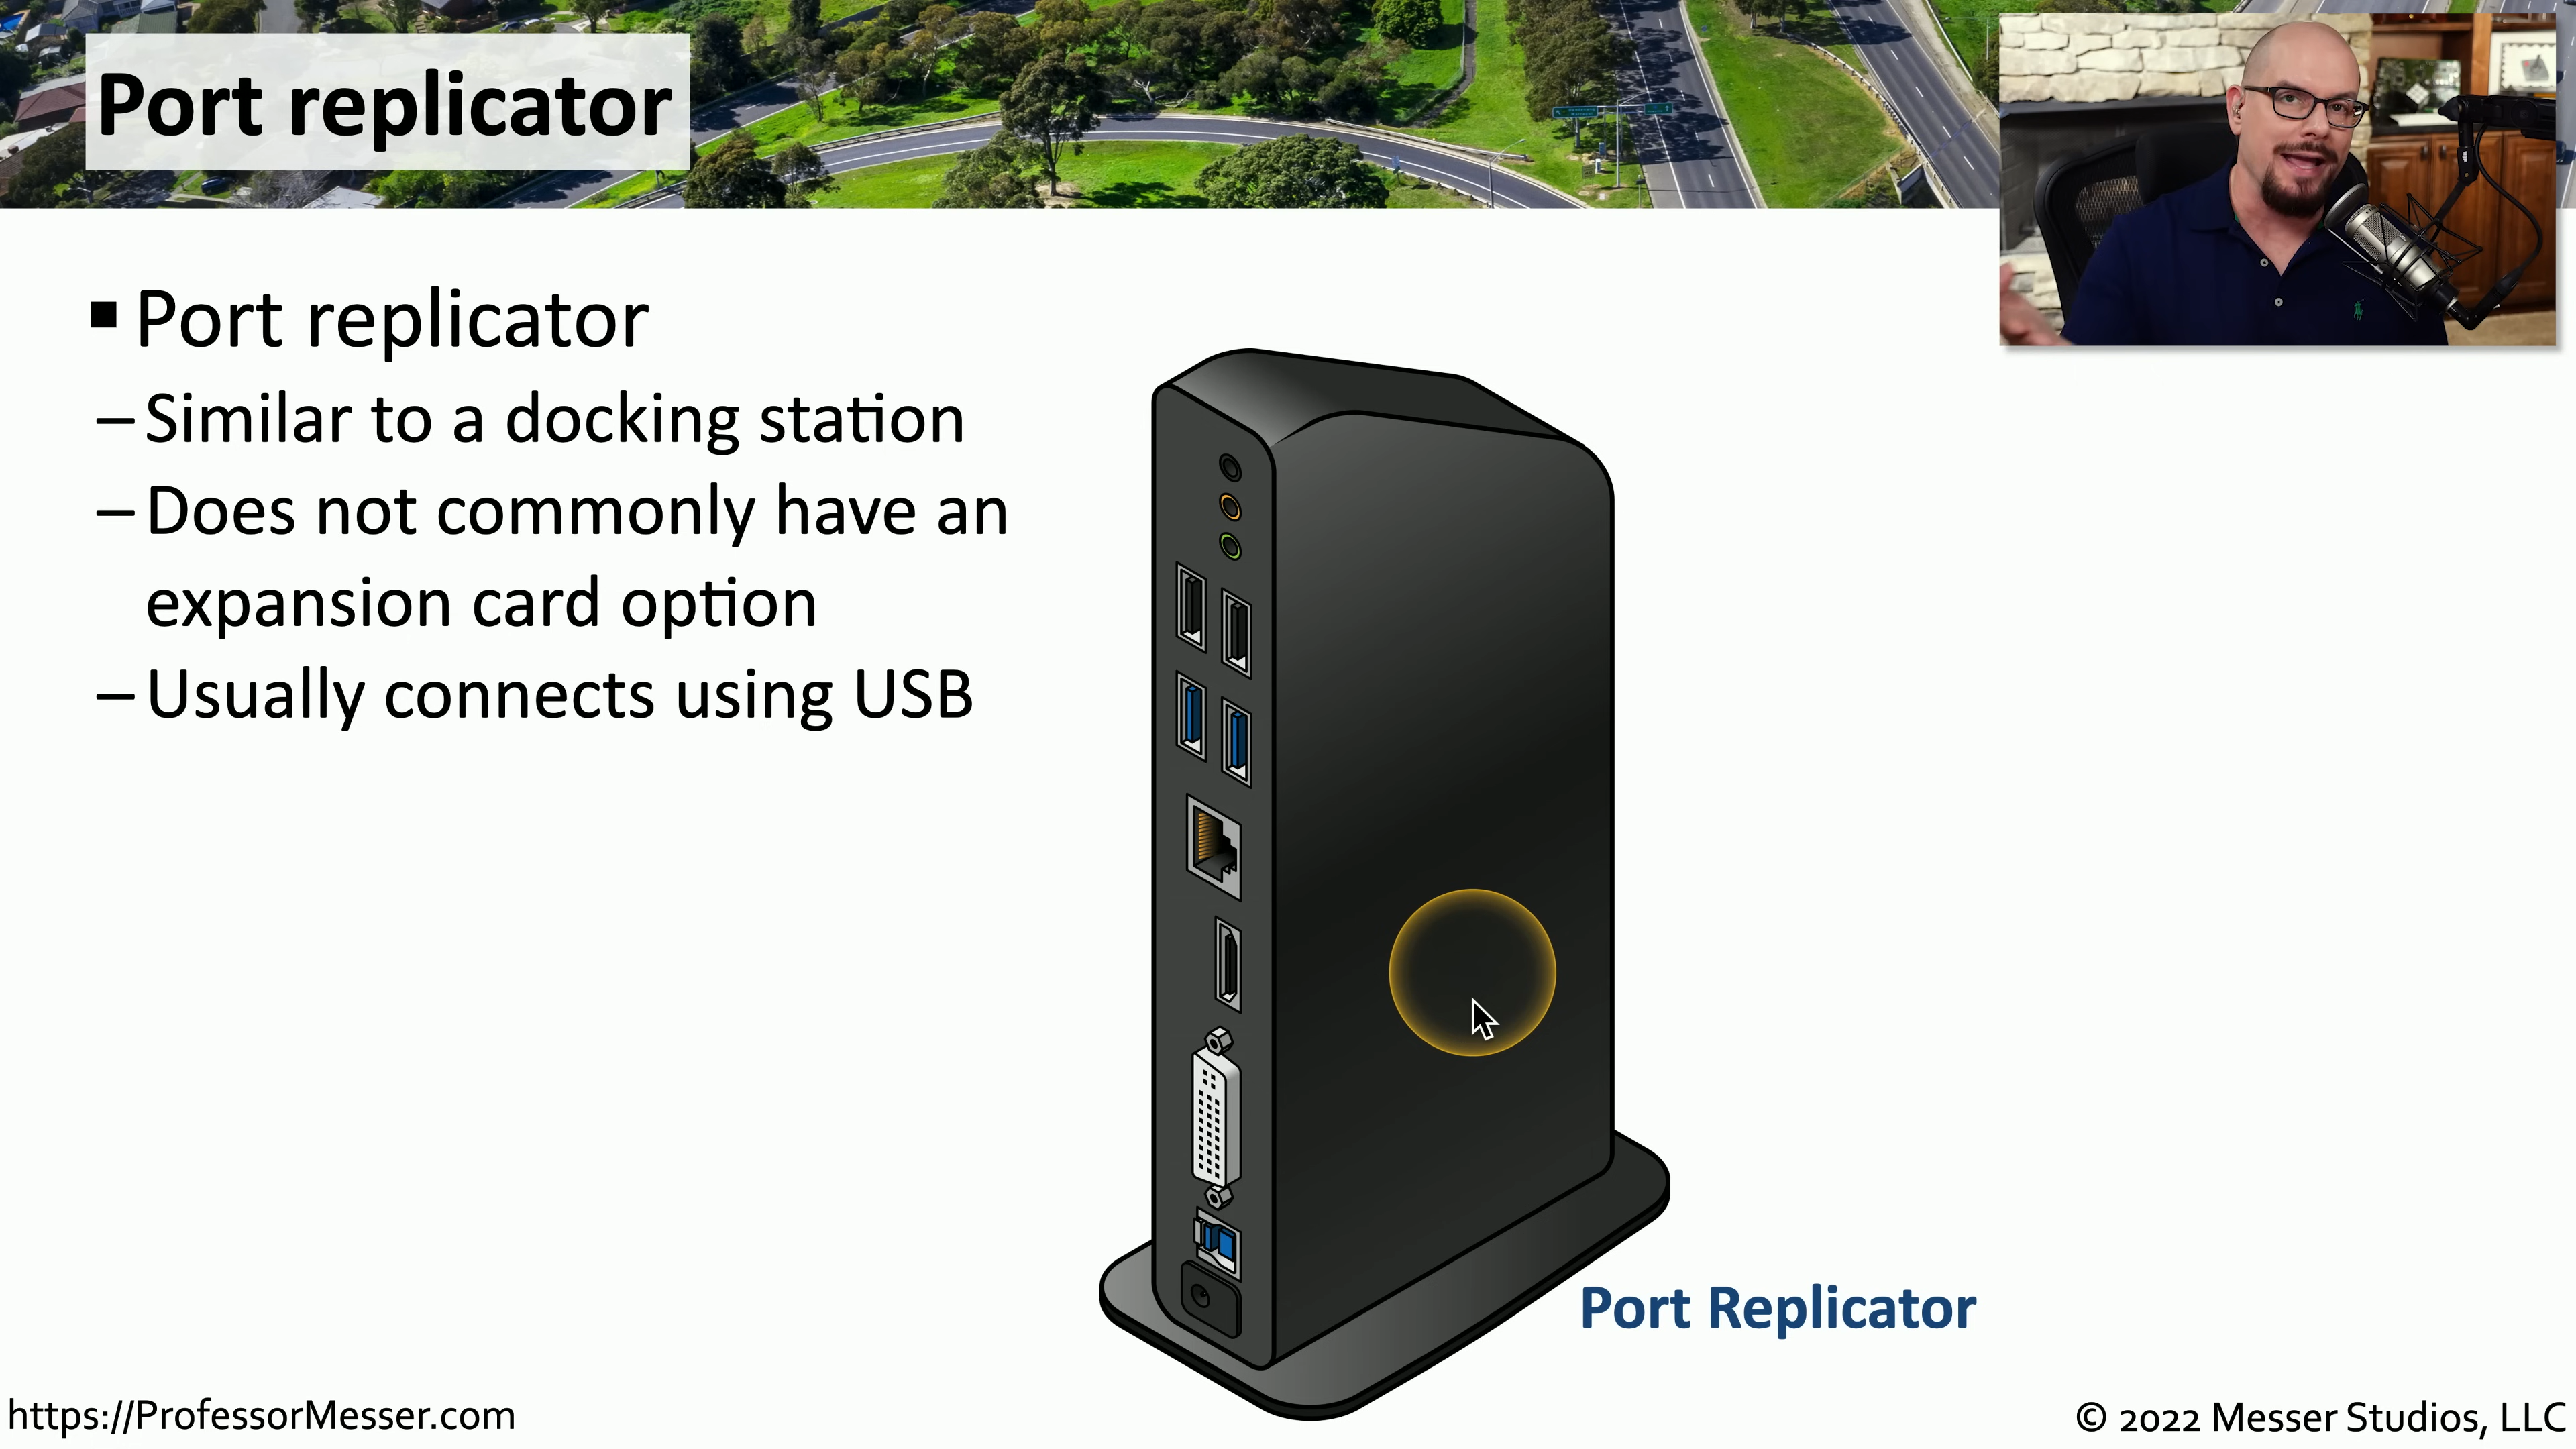 Port replicator
▪ Port replicator
– Similar to a docking station
– Does not commonly have an
expansion card option
– Usually connects using USB
Port Replicator
https://ProfessorMesser.com
© 2022 Messer Studios, LLC